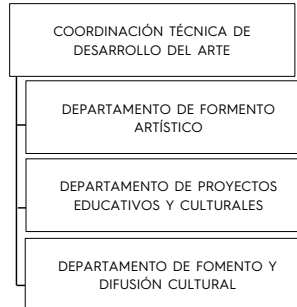 COORDINACIÓN TÉCNICA DE
DESARROLLO DEL ARTE
DEPARTAMENTO DE FORMENTO
ARTÍSTICO
DEPARTAMENTO DE PROYECTOS
EDUCATIVOS Y CULTURALES
DEPARTAMENTO DE FOMENTO Y
DIFUSIÓN CULTURAL